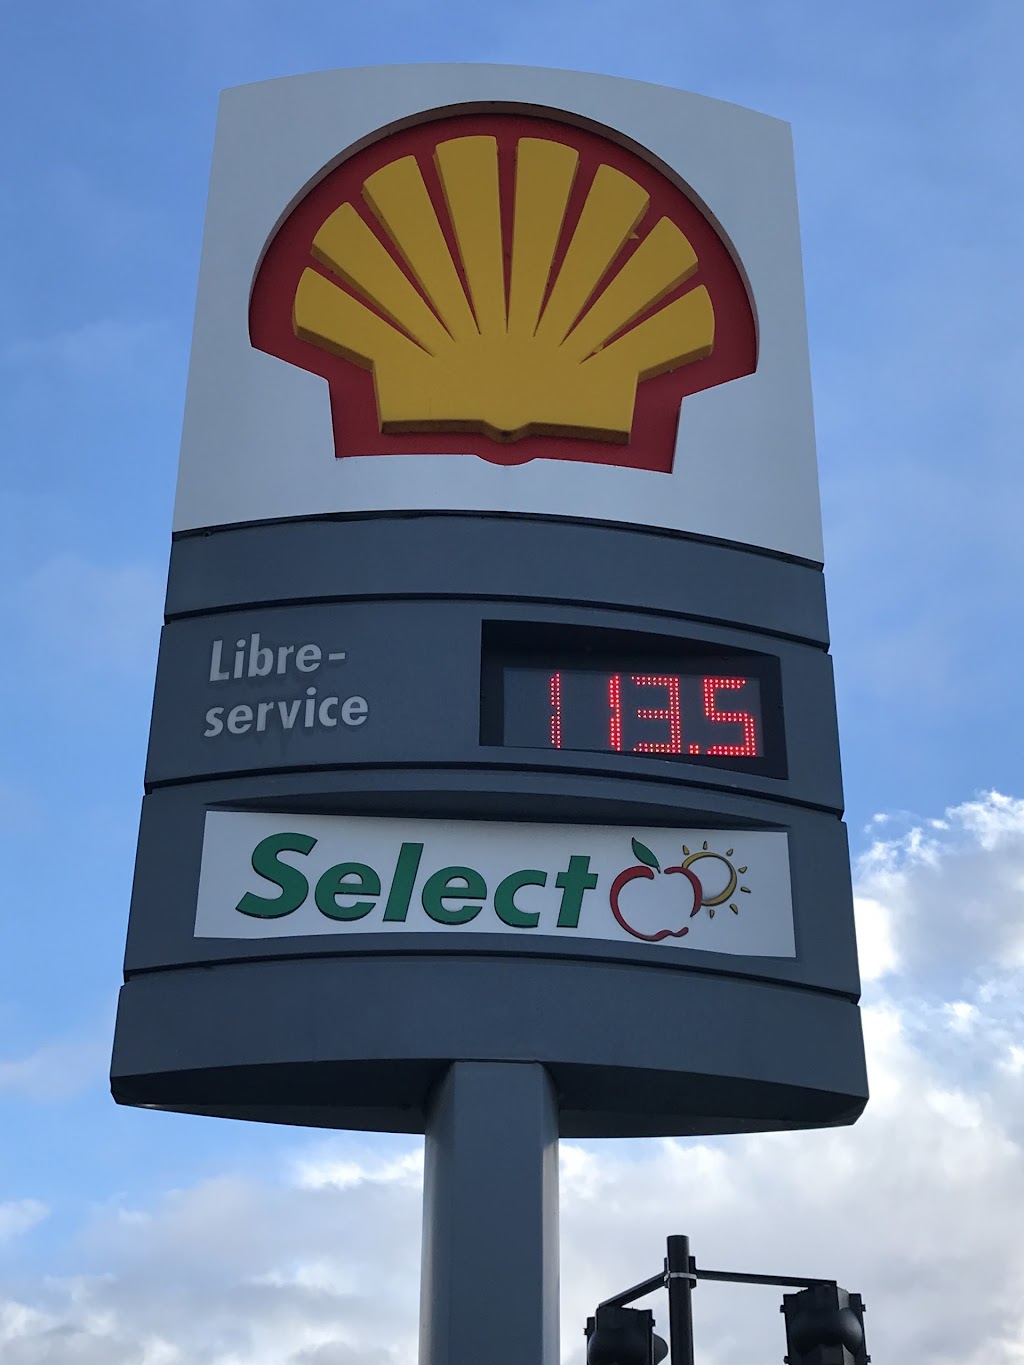 Libre-
service
113.5
Select